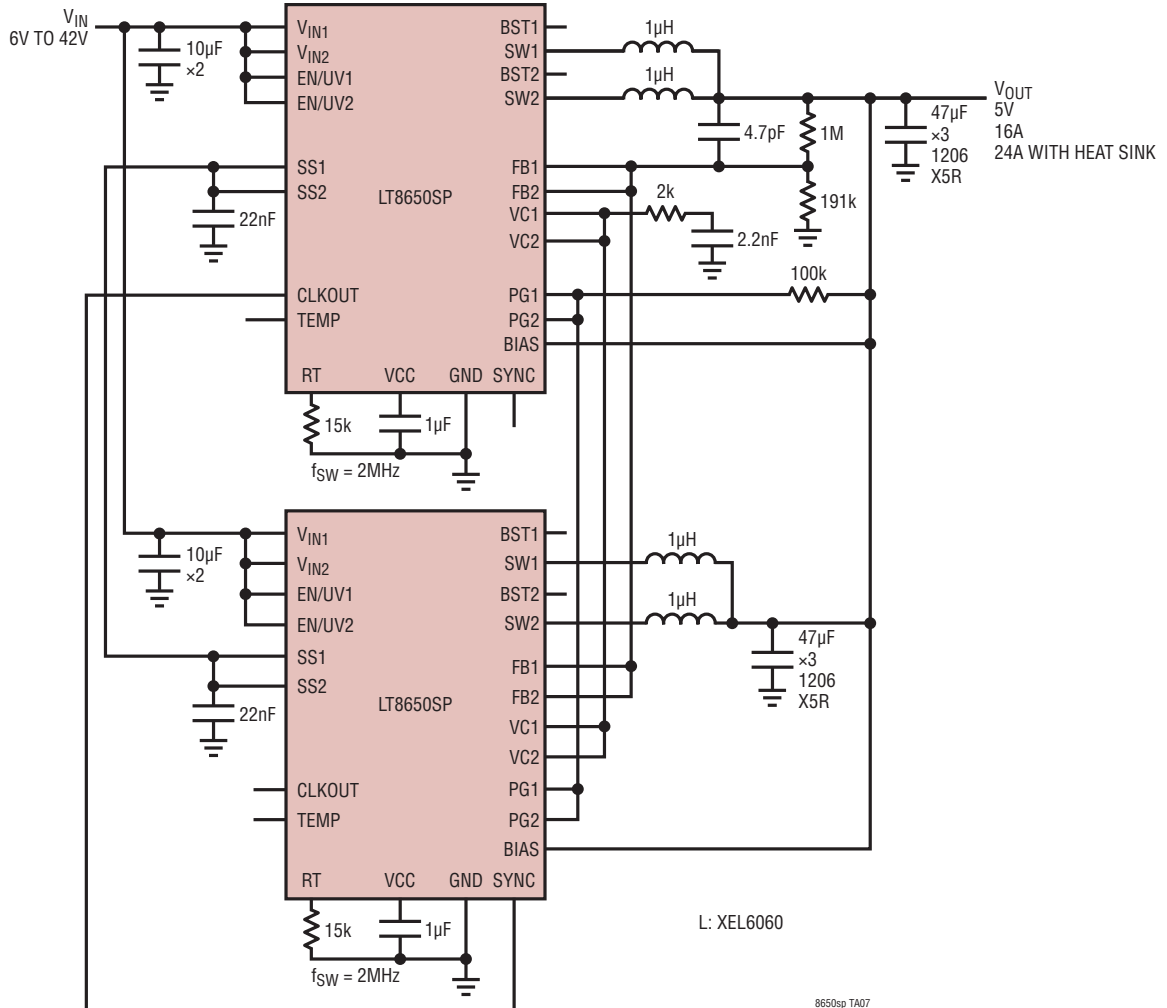 VIN
6V TO 42V
10µF
×2
VIN1
VIN2
EN/UV1
EN/UV2
SS1
SS2
22nF
LT8650SP
CLKOUT
TEMP
RT
VCC
GND
SYNC
15k
1µF
fSW = 2MHz
BST1
SW1
BST2
SW2
FB1
FB2
VC1
VC2
PG1
PG2
BIAS
1µH
1µH
4.7pF
1M
191k
2k
2.2nF
100k
47µF
×3
1206
X5R
VOUT
5V
16A
24A WITH HEAT SINK
10µF
×2
VIN1
VIN2
EN/UV1
EN/UV2
SS1
SS2
22nF
LT8650SP
CLKOUT
TEMP
RT
VCC
GND
SYNC
15k
1µF
fSW = 2MHz
BST1
SW1
BST2
SW2
FB1
FB2
VC1
VC2
PG1
PG2
BIAS
1µH
1µH
47µF
×3
1206
X5R
L: XEL6060
8650sp TA07